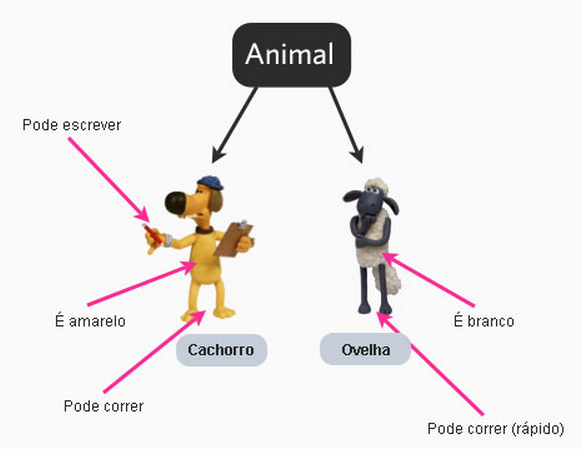 Animal
Pode escrever
É amarelo
É branco
Cachorro
Ovelha
Pode correr
Pode correr (rápido)